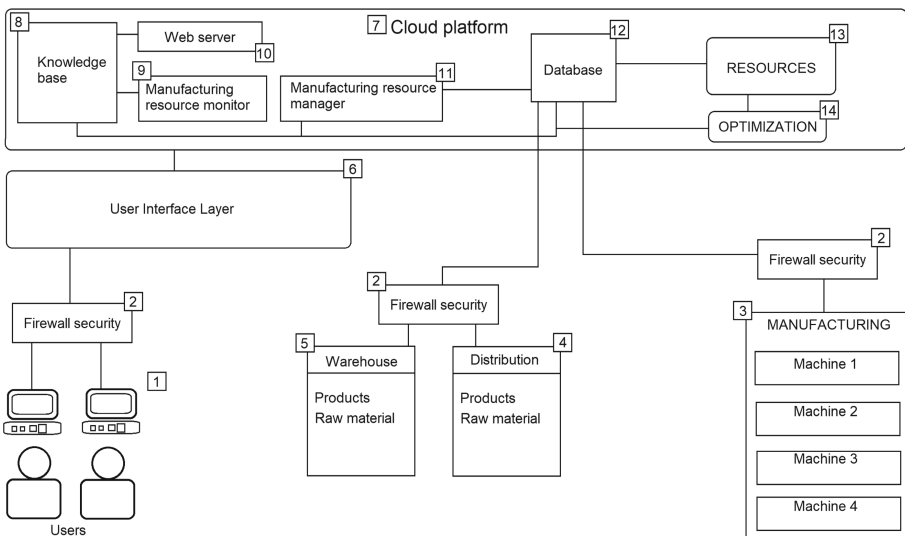 8
7 Cloud platform
Web server
10
Knowledge
base
9
Manufacturing
resource monitor
11
Manufacturing resource
manager
12
Database
13
RESOURCES
14
OPTIMIZATION
6
User Interface Layer
2
Firewall security
1
Users
2
Firewall security
5
Warehouse
Products
Raw material
4
Distribution
Products
Raw material
2
Firewall security
3
MANUFACTURING
Machine 1
Machine 2
Machine 3
Machine 4